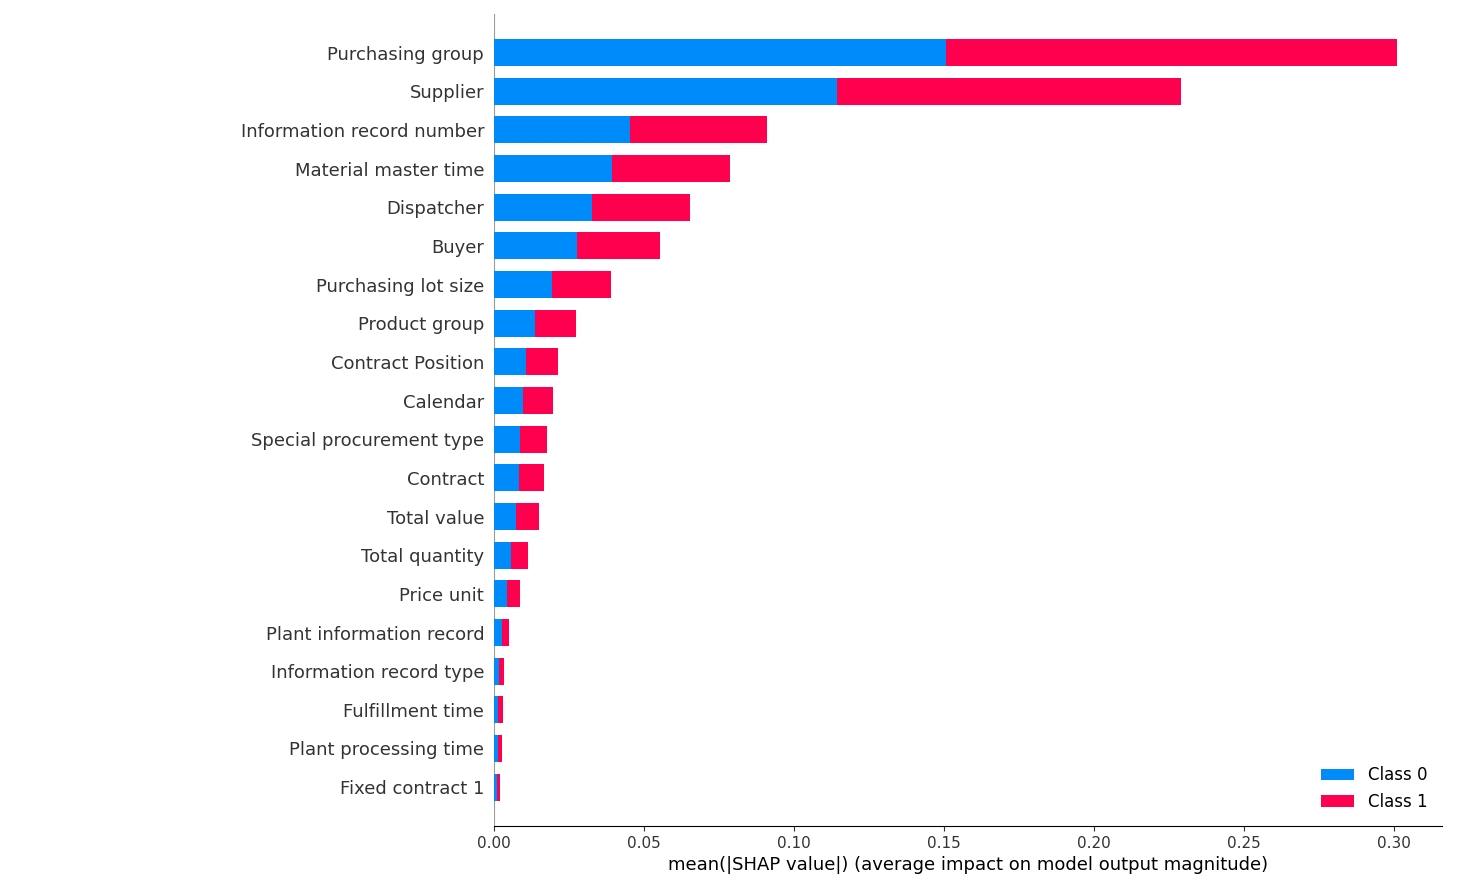 Purchasing group
Supplier
Information record number
Material master time
Dispatcher
Buyer
Purchasing lot size
Product group
Contract Position
Calendar
Special procurement type
Contract
Total value
Total quantity
Price unit
Plant information record
Information record type
Fulfillment time
Plant processing time
Fixed contract 1
Class 0
Class 1
0.00 0.05 0.10 0.15 0.20 0.25 0.30
mean(|SHAP value|) (average impact on model output magnitude)